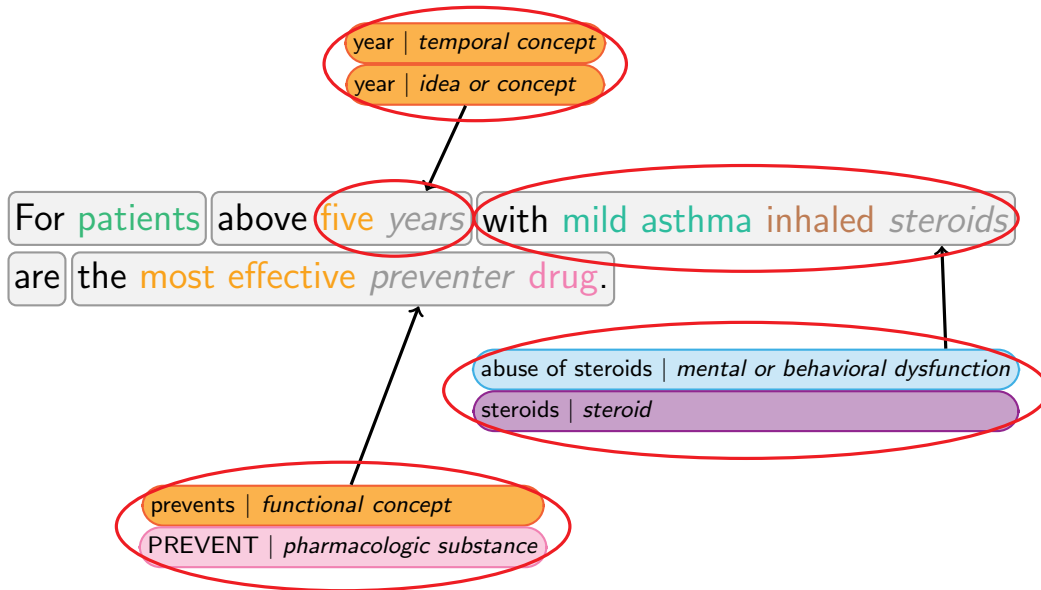 year | temporal concept
year | idea or concept
For patients above five years with mild asthma inhaled steroids
are the most effective preventer drug.
abuse of steroids | mental or behavioral dysfunction
steroids | steroid
prevents | functional concept
PREVENT | pharmacologic substance